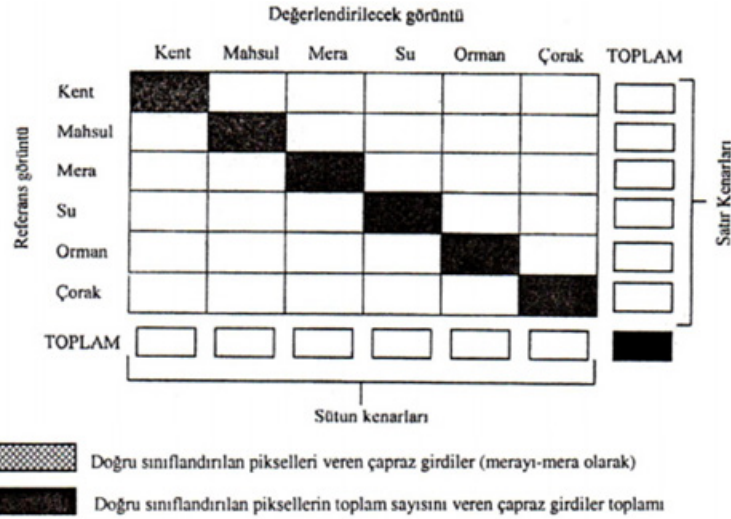 Değerlendirilecek görüntü
Kent Mahsul Mera Su Orman Çorak TOPLAM
Kent
Mahsul
Mera
Su
Orman
Çorak
TOPLAM
Referans görüntü
Satır Kenarları
Sütun kenarları
Doğru sınıflandırılan pikselleri veren çapraz girdiler (merayı-mera olarak)
Doğru sınıflandırılan piksellerin toplam sayısını veren çapraz girdiler toplamı